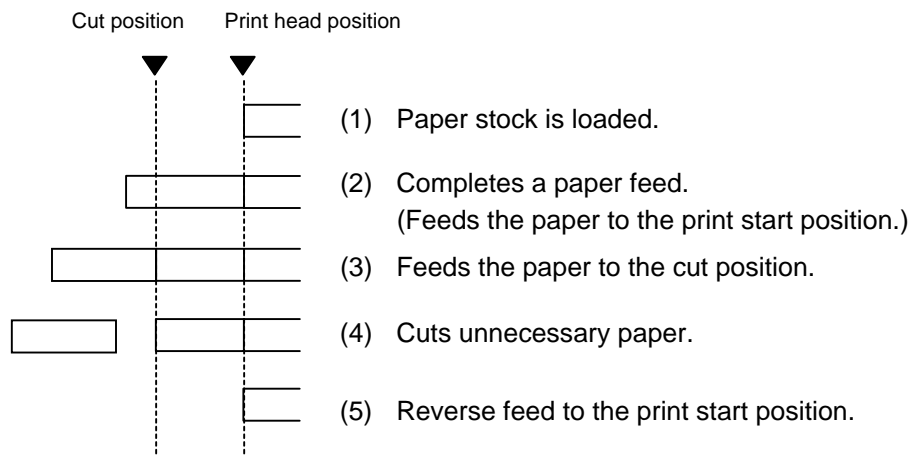 Cut position Print head position
(1) Paper stock is loaded.
(2) Completes a paper feed.
(Feeds the paper to the print start position.)
(3) Feeds the paper to the cut position.
(4) Cuts unnecessary paper.
(5) Reverse feed to the print start position.